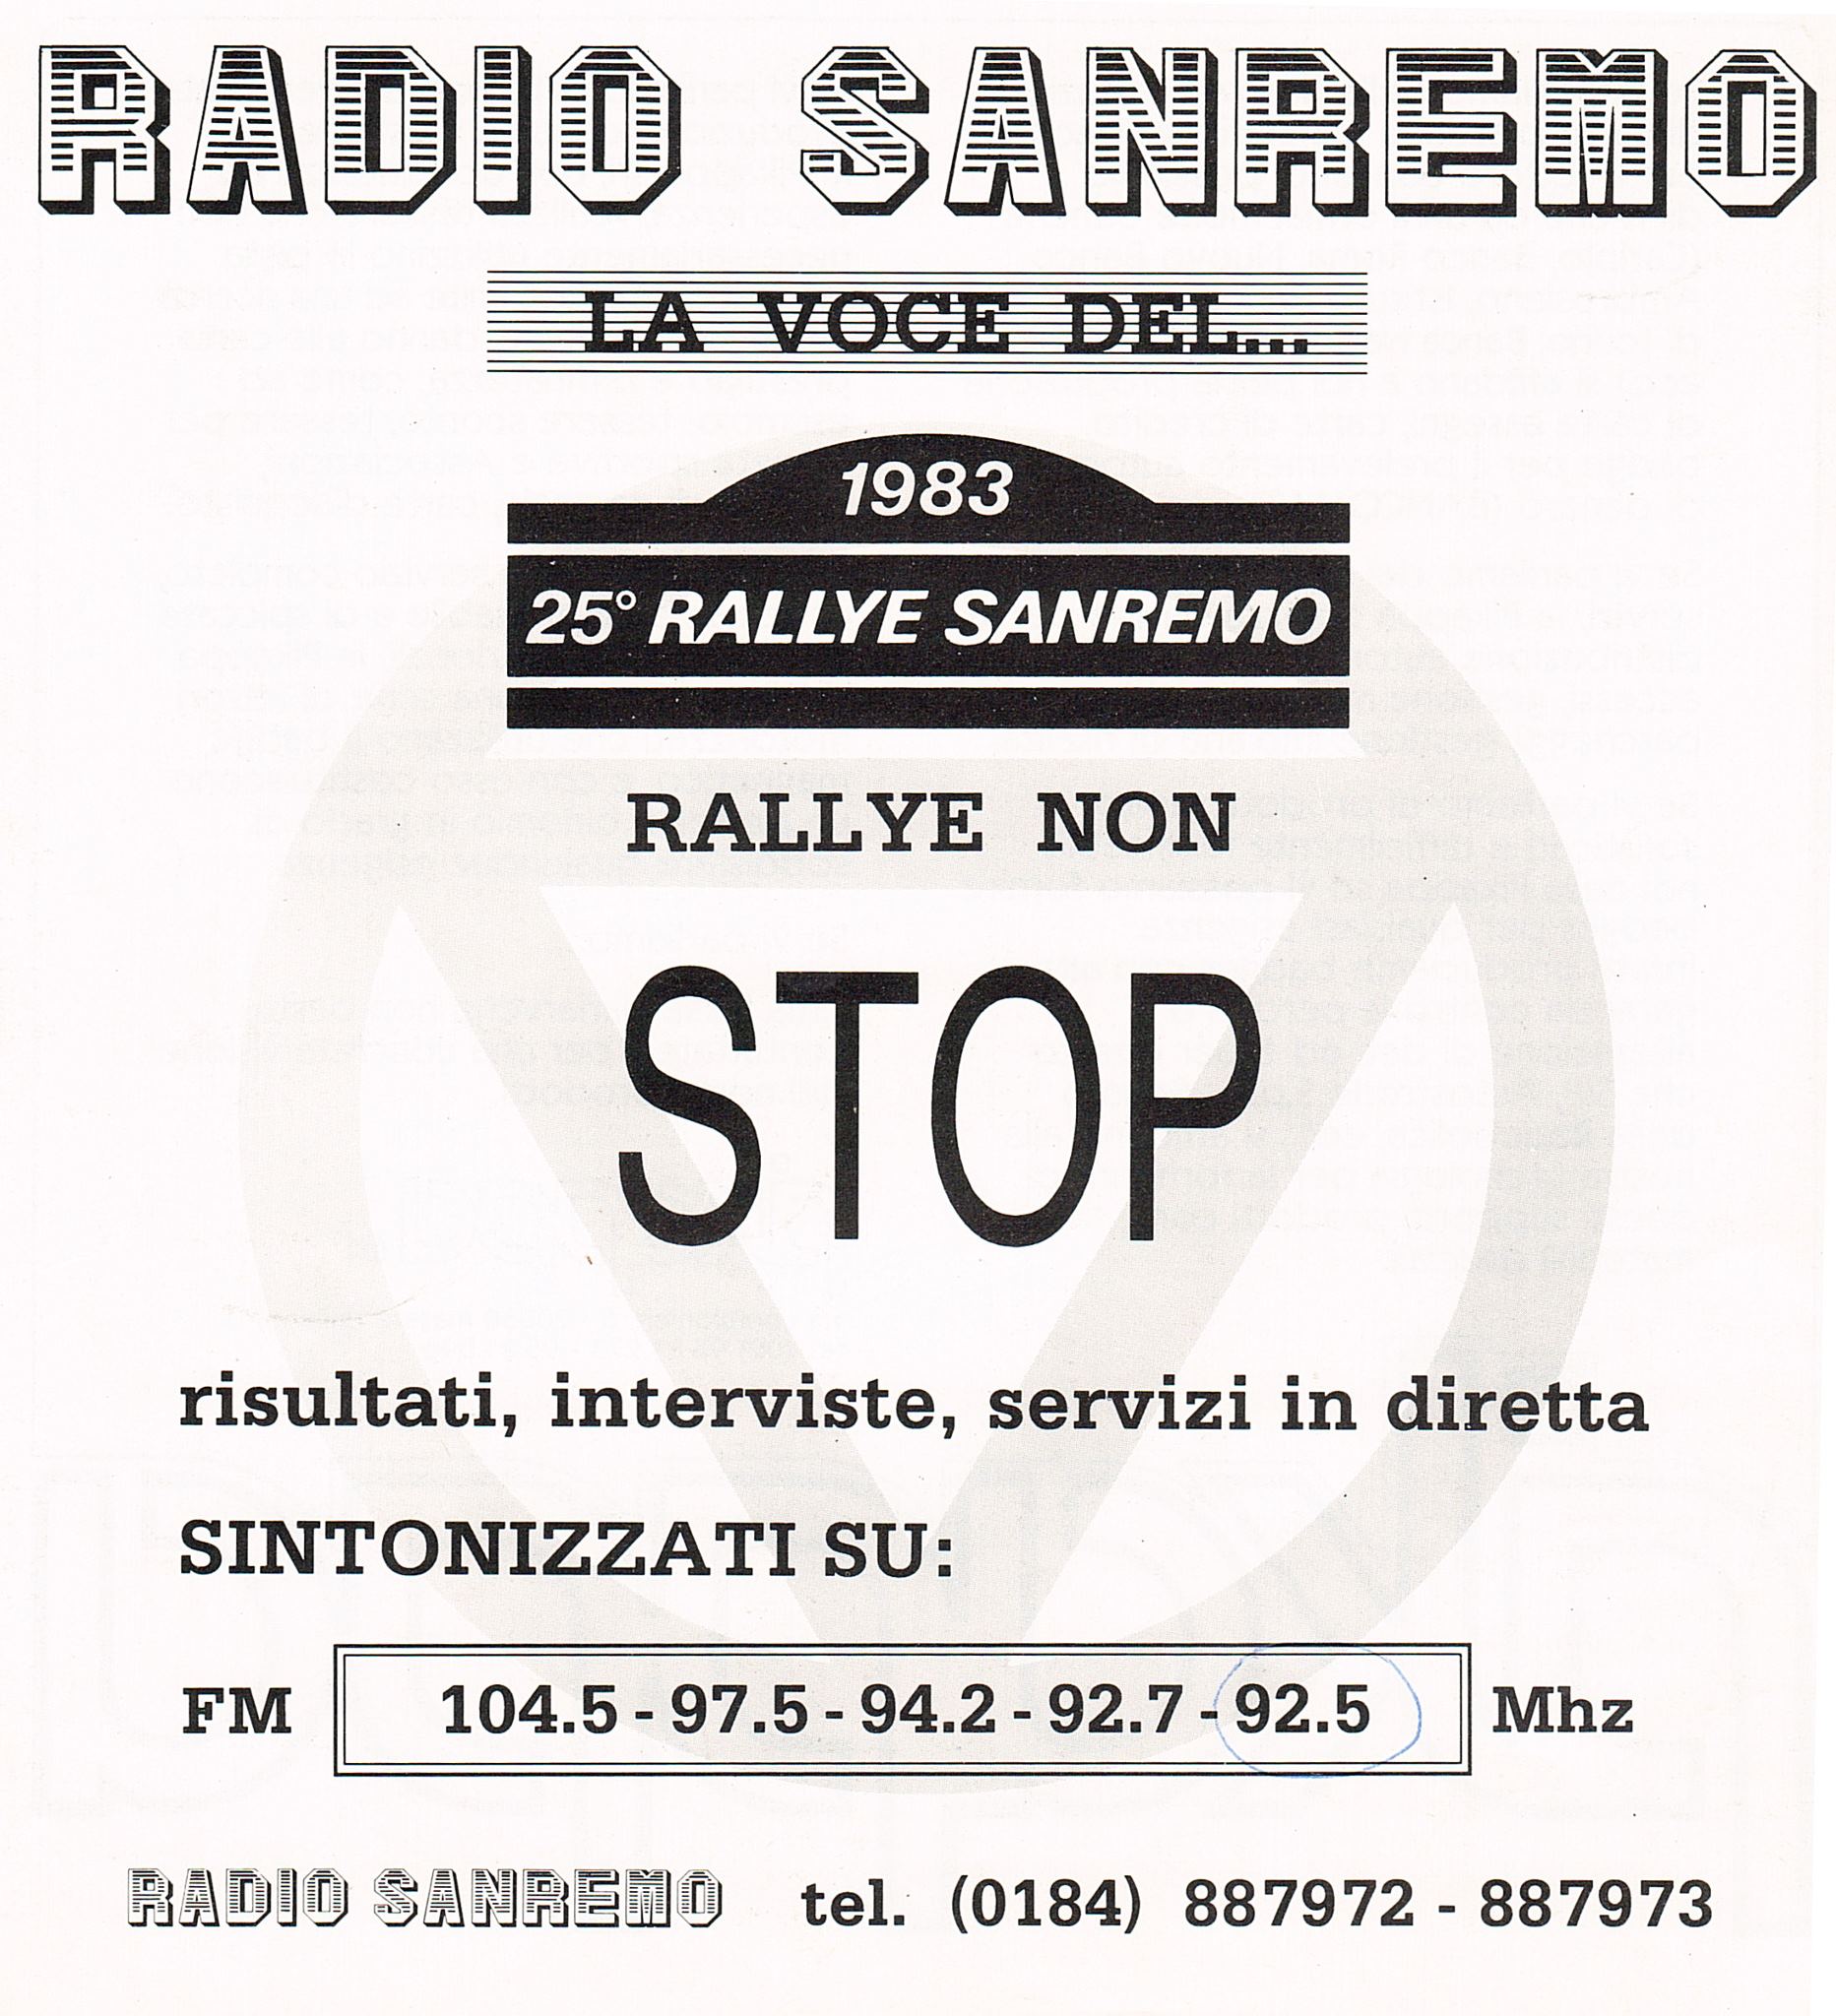 RADIO SANREMO
LA VOCE DEL...
1983
25° RALLYE SANREMO
RALLYE NON
STOP
risultati, interviste, servizi in diretta
SINTONIZZATI SU:
FM 104.5 - 97.5 - 94.2 - 92.7 - 92.5 Mhz
RADIO SANREMO tel. (0184) 887972 - 887973